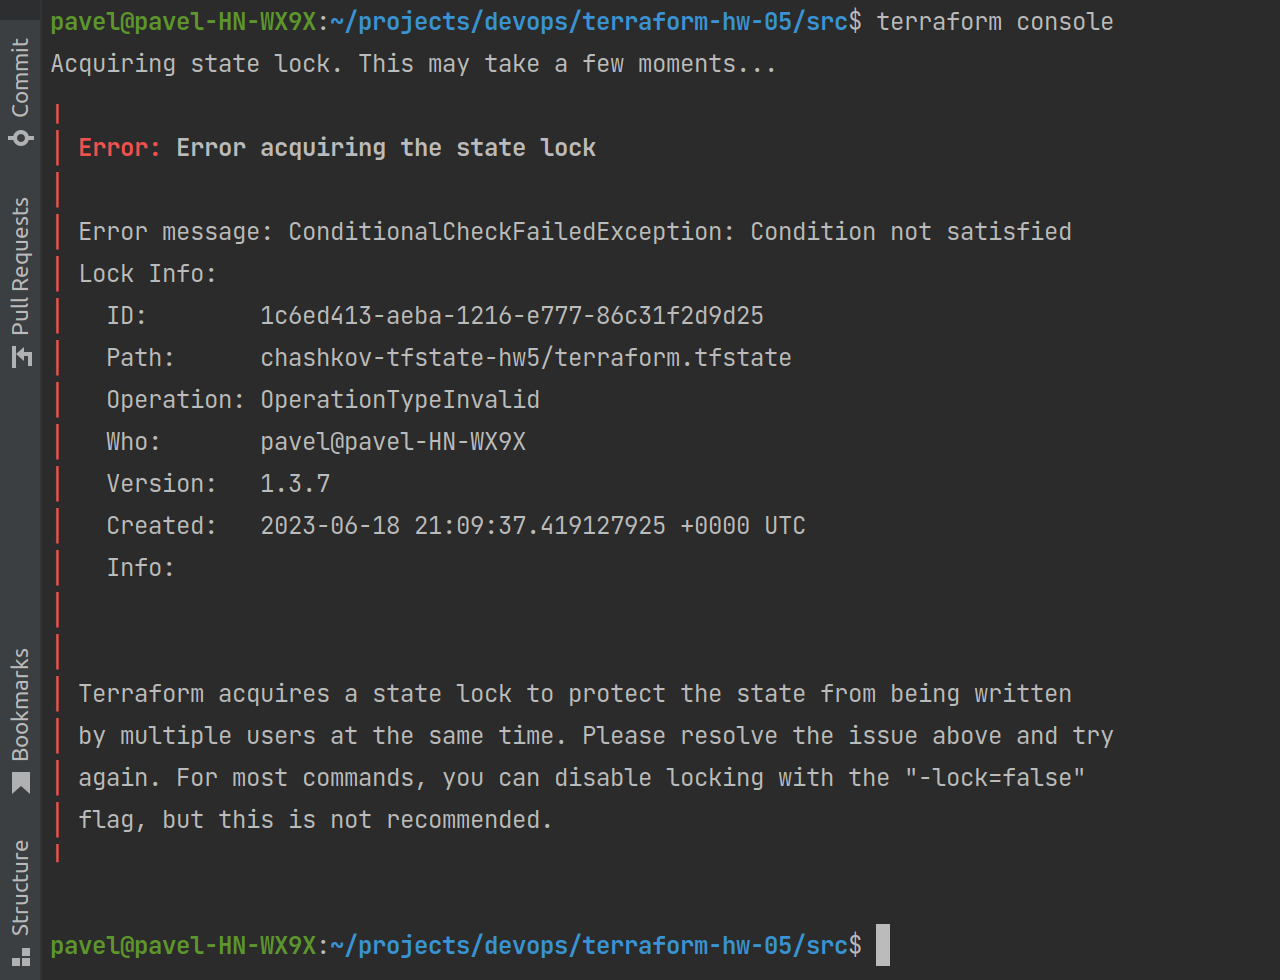 pavel@pavel-HN-WX9X:~/projects/devops/terraform-hw-05/src$ terraform console
Acquiring state lock. This may take a few moments...
Error: Error acquiring the state lock
Error message: ConditionalCheckFailedException: Condition not satisfied
Lock Info:
ID: 1c6ed413-aeba-1216-e777-86c31f2d9d25
Path: chashkov-tfstate-hw5/terraform.tfstate
Operation: OperationTypeInvalid
Who: pavel@pavel-HN-WX9X
Version: 1.3.7
Created: 2023-06-18 21:09:37.419127925 +0000 UTC
Info:
Terraform acquires a state lock to protect the state from being written
by multiple users at the same time. Please resolve the issue above and try
again. For most commands, you can disable locking with the "-lock=false"
flag, but this is not recommended.
pavel@pavel-HN-WX9X:~/projects/devops/terraform-hw-05/src$
Commit
Pull Requests
Bookmarks
Structure